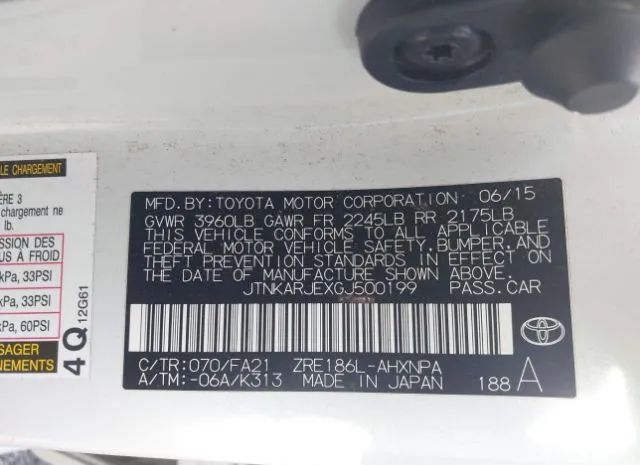 LE CHARGEMENT
ÈRE 3
chargement ne
lb.
SSION DES
S À FROID
kPa, 33PSI
kPa, 33PSI
kPa, 60PSI
SAGER
NEMENTS
4Q 12G61
MFD.BY:TOYOTA MOTOR CORPORATION 06/15
GVWR 3960LB GAWR FR 2245LB RR 2175LB
THIS VEHICLE CONFORMS TO ALL APPLICABLE
FEDERAL MOTOR VEHICLE SAFETY,BUMPER,AND
THEFT PREVENTION STANDARDS IN EFFECT ON
THE DATE OF MANUFACTURE SHOWN ABOVE.
JTNKARJEXGJ500199 PASS.CAR
C/TR:070/FA21 ZRE186L-AHXNPA
A/TM:-06A/K313 MADE IN JAPAN 188 A